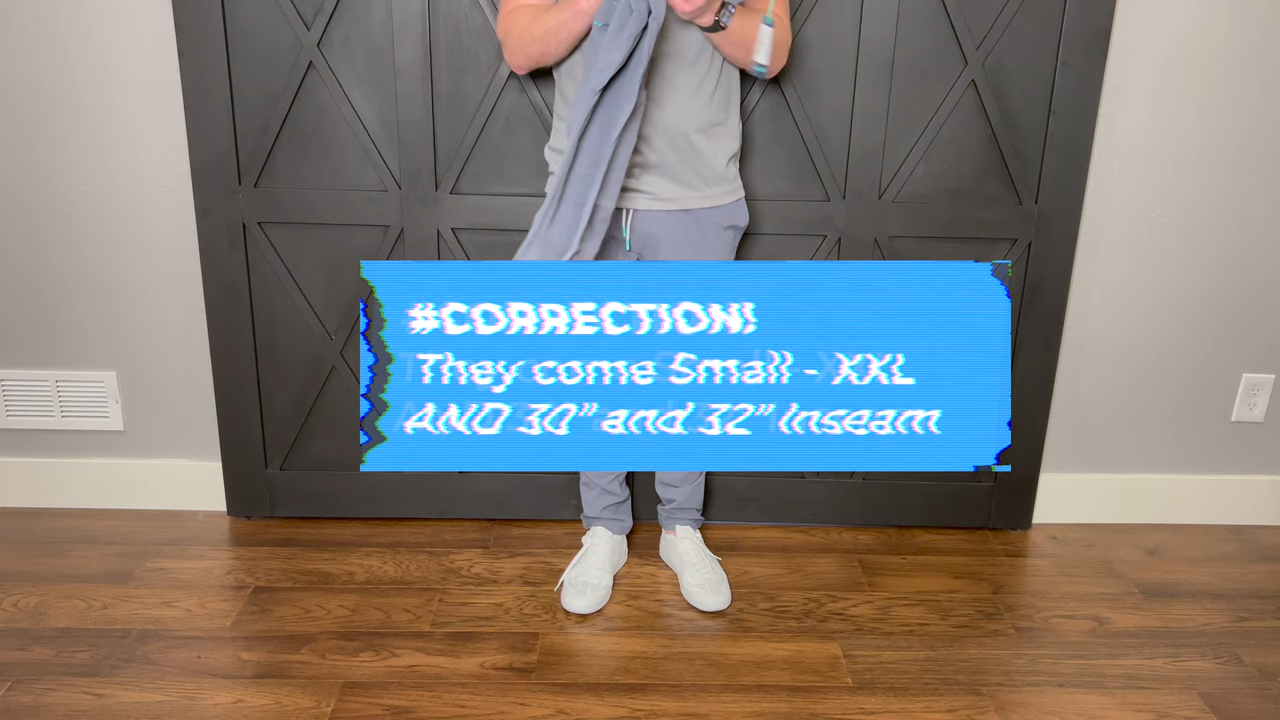 #CORRECTION!
They come Small - XXL
AND 30" and 32" Inseam